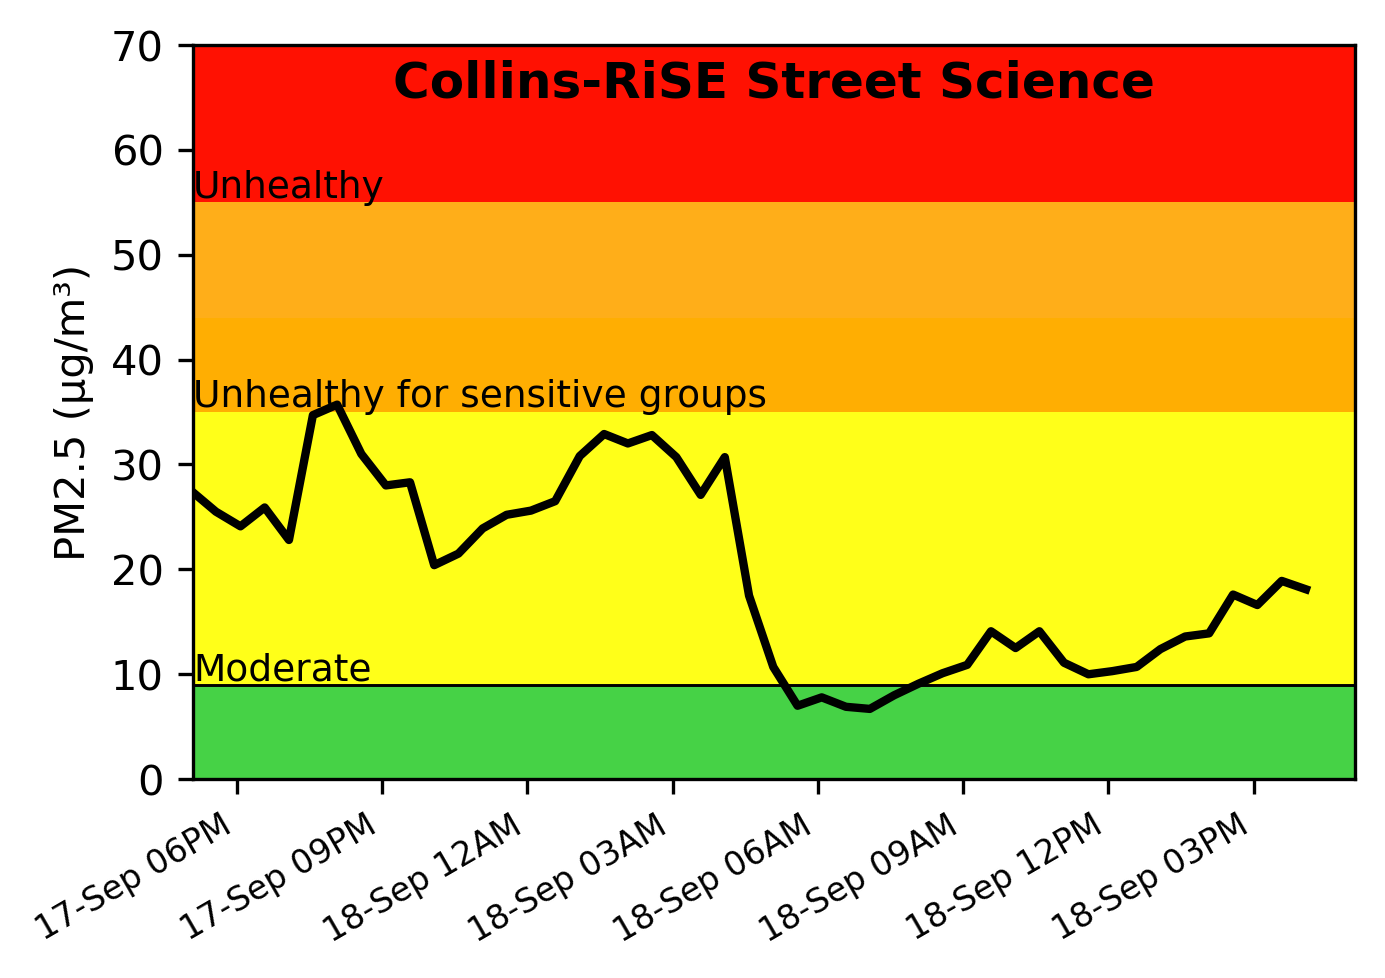 Collins-RiSE Street Science
70
60
Unhealthy
50
40
Unhealthy for sensitive groups
30
20
10
Moderate
0
PM2.5 (µg/m³)
17-Sep 06PM
17-Sep 09PM
18-Sep 12AM
18-Sep 03AM
18-Sep 06AM
18-Sep 09AM
18-Sep 12PM
18-Sep 03PM